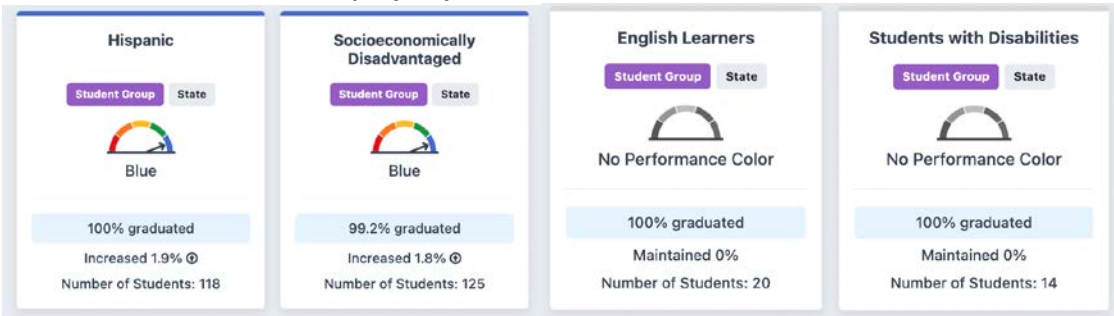 Hispanic
Student Group State
Blue
100% graduated
Increased 1.9%
Number of Students: 118
Socioeconomically
Disadvantaged
Student Group State
Blue
99.2% graduated
Increased 1.8%
Number of Students: 125
English Learners
Student Group State
No Performance Color
100% graduated
Maintained 0%
Number of Students: 20
Students with Disabilities
Student Group State
No Performance Color
100% graduated
Maintained 0%
Number of Students: 14